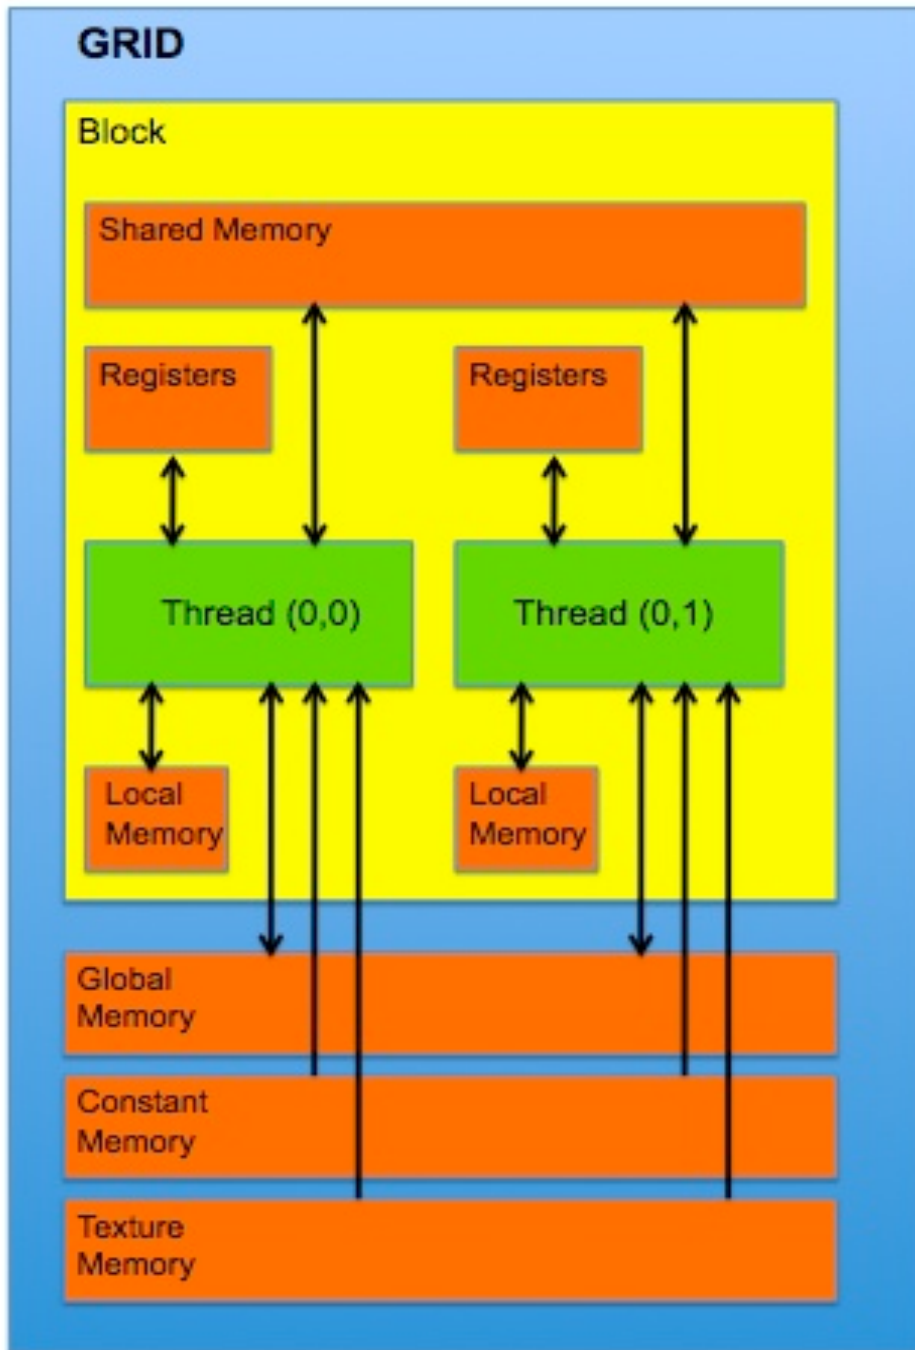 GRID
Block
Shared Memory
Registers
Registers
Thread (0,0)
Thread (0,1)
Local
Memory
Local
Memory
Global
Memory
Constant
Memory
Texture
Memory